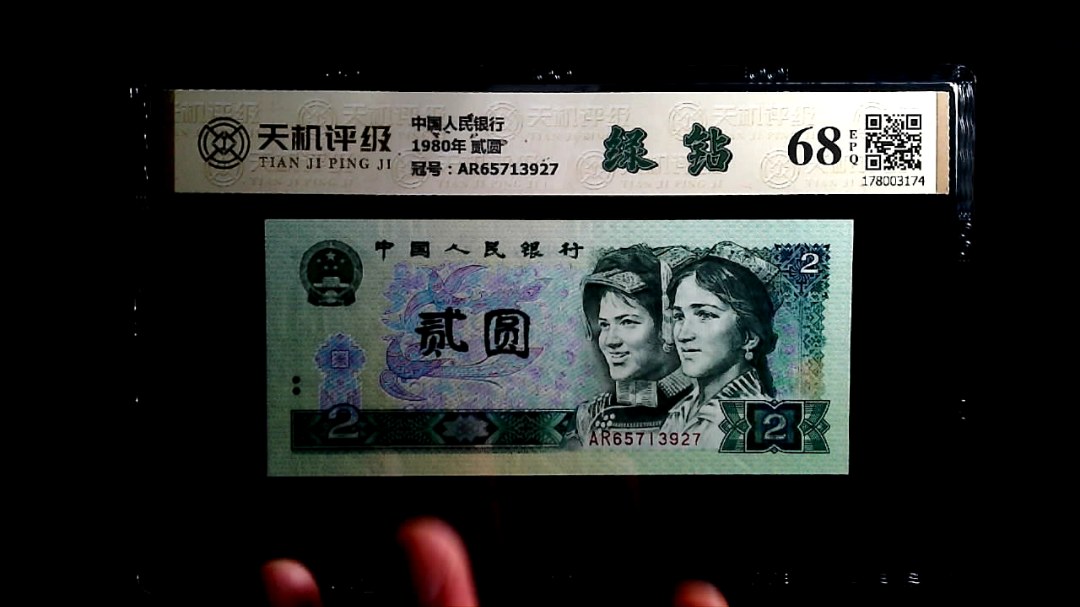 天机评级
TIAN JI PING JI
中国人民银行
1980年 贰圆
冠号：AR65713927
绿 钻
68
EPQ
178003174
中国人民银行
2
贰圆
2
AR65713927
2